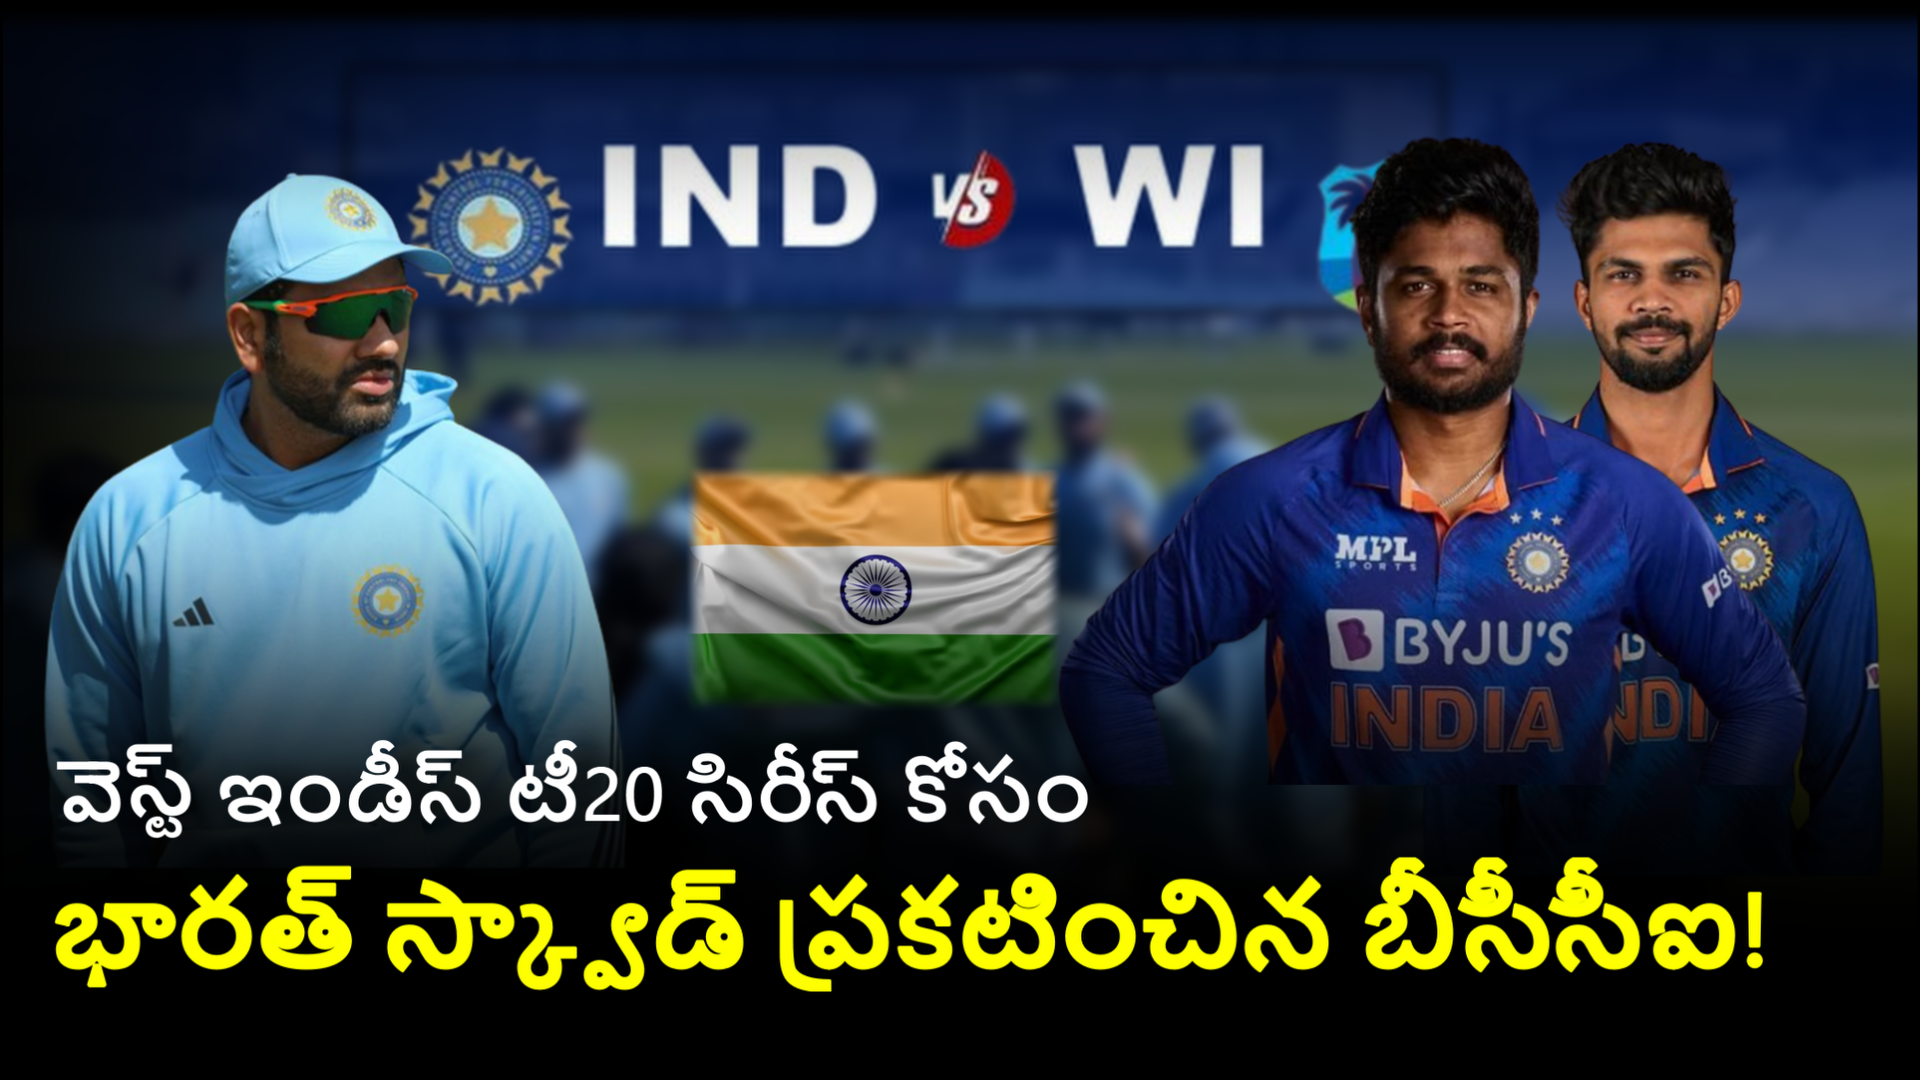 IND VS WI
MPL
SPORTS
BYJU'S
INDIA
వెస్ట్ ఇండీస్ టీ20 సిరీస్ కోసం
భారత్ స్క్వాడ్ ప్రకటించిన బీసీసీఐ!